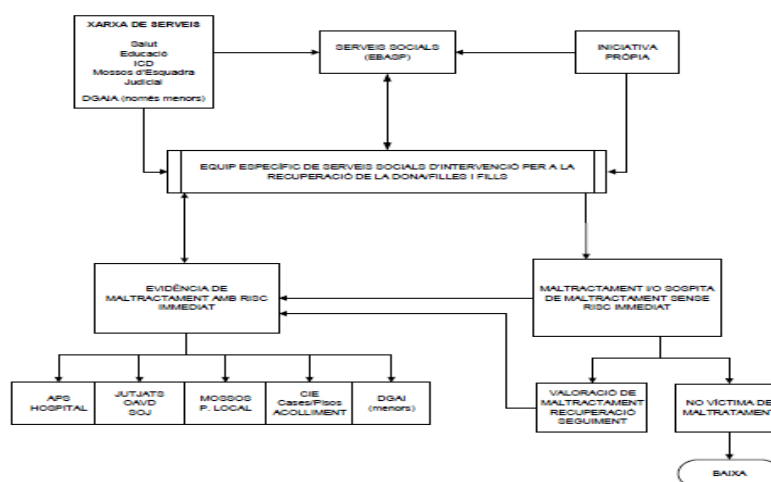 XARXA DE SERVEIS
Salut
Educació
ICD
Mossos d'Esquadra
Judicial
DGAIA (només menors)
SERVEIS SOCIALS
(EBASP)
INICIATIVA
PRÒPIA
EQUIP ESPECÍFIC DE SERVEIS SOCIALS D'INTERVENCIÓ PER A LA
RECUPERACIÓ DE LA DONA/FILLES I FILLS
EVIDÈNCIA DE
MALTRACTAMENT AMB RISC
IMMEDIAT
MALTRACTAMENT I/O SOSPITA
DE MALTRACTAMENT SENSE
RISC IMMEDIAT
APS
HOSPITAL
JUTJATS
OAVD
SOJ
MOSSOS
P. LOCAL
CIE
Cases/Pisos
ACOLLIMENT
DGAI
(menors)
VALORACIÓ DE
MALTRACTAMENT
RECUPERACIÓ
SEGUIMENT
NO VÍCTIMA DE
MALTRATAMENT
BAIXA